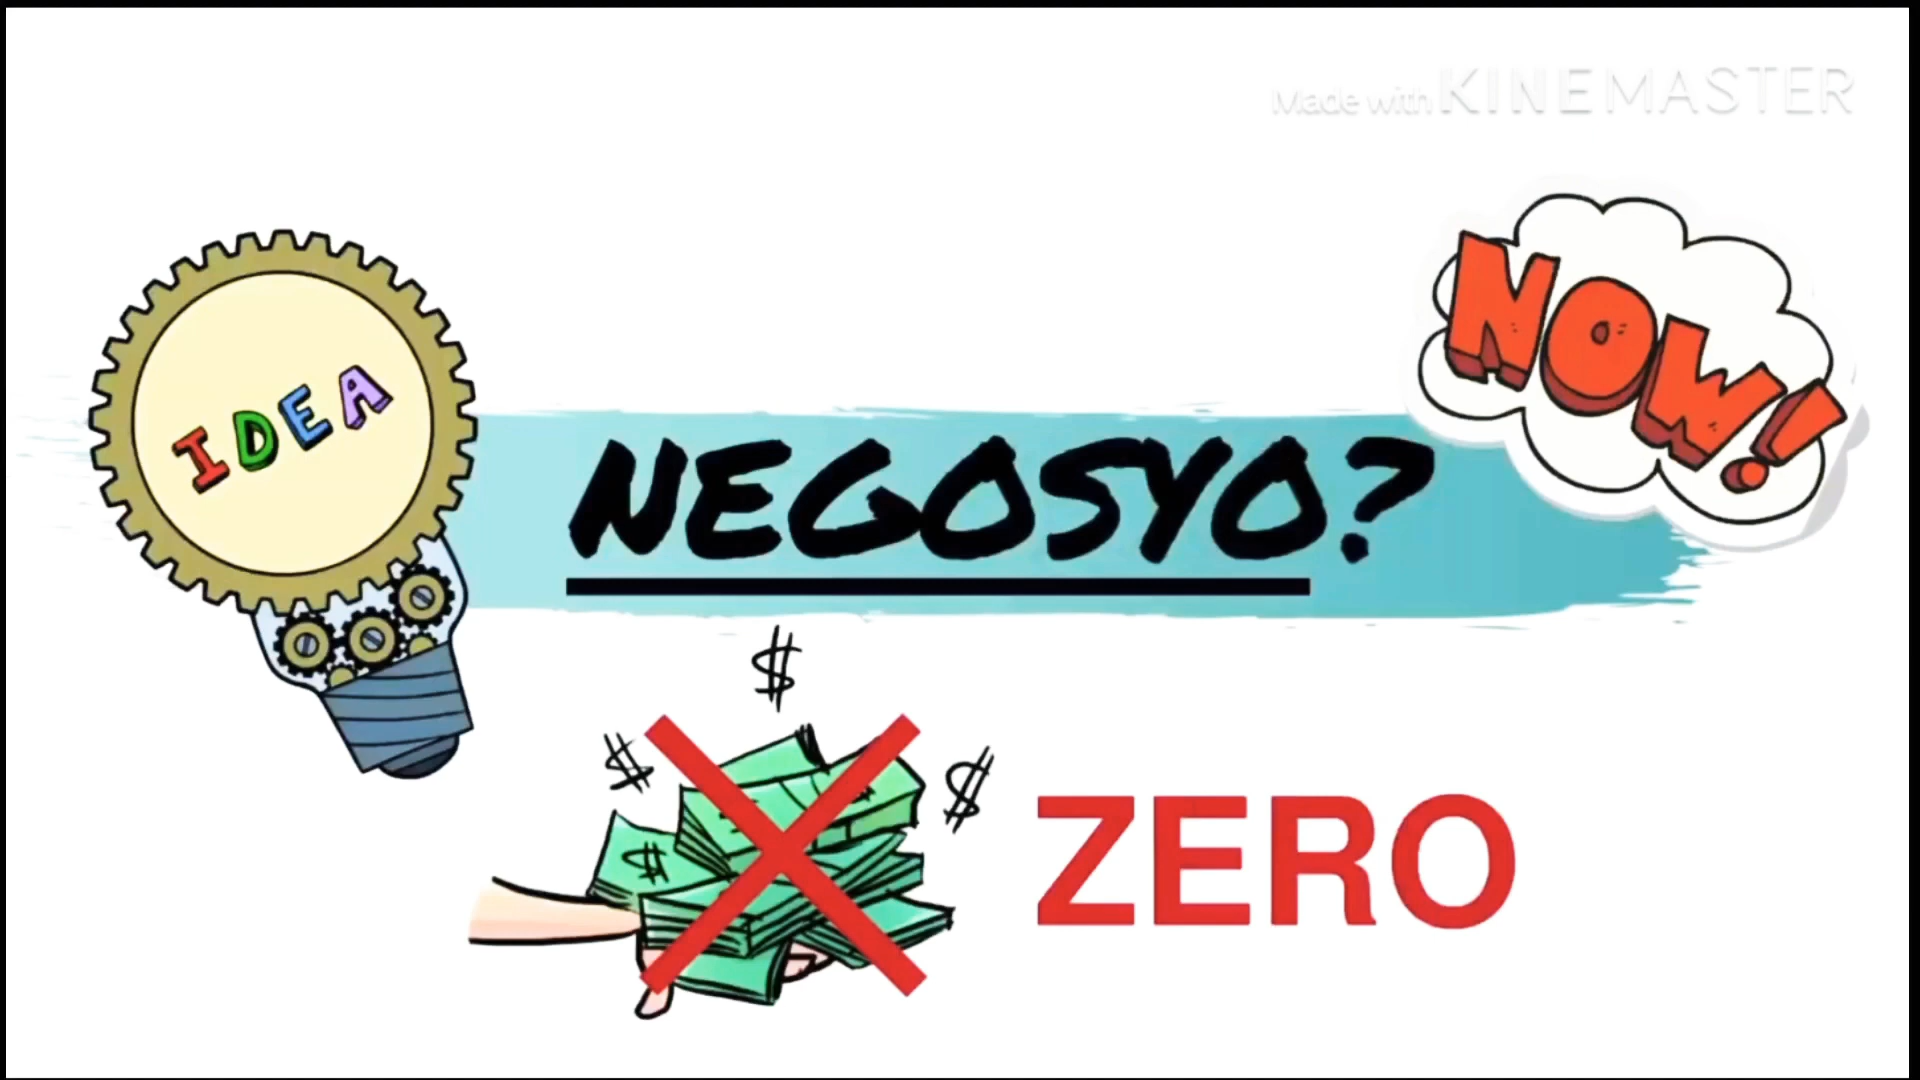 Made with KINEMASTER
NOW!
IDEA
NEGOSYO?
$
$
$
$
ZERO